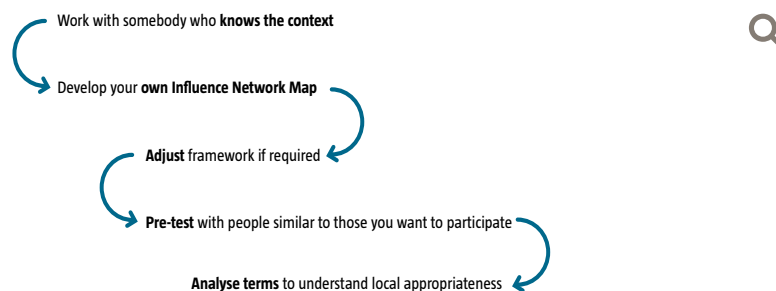 Work with somebody who knows the context
Develop your own Influence Network Map
Adjust framework if required
Pre-test with people similar to those you want to participate
Analyse terms to understand local appropriateness